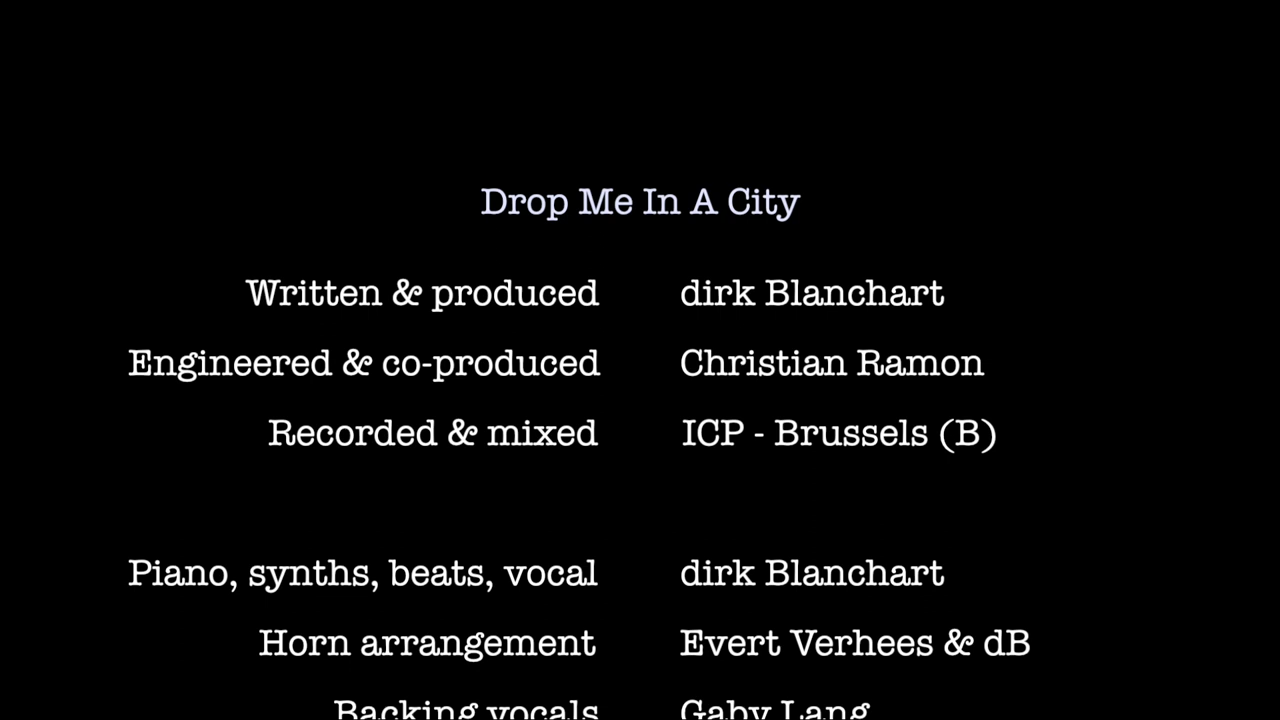 Drop Me In A City
Written & produced dirk Blanchart
Engineered & co-produced Christian Ramon
Recorded & mixed ICP - Brussels (B)
Piano, synths, beats, vocal dirk Blanchart
Horn arrangement Evert Verhees & dB
Backing vocals Gaby Lang